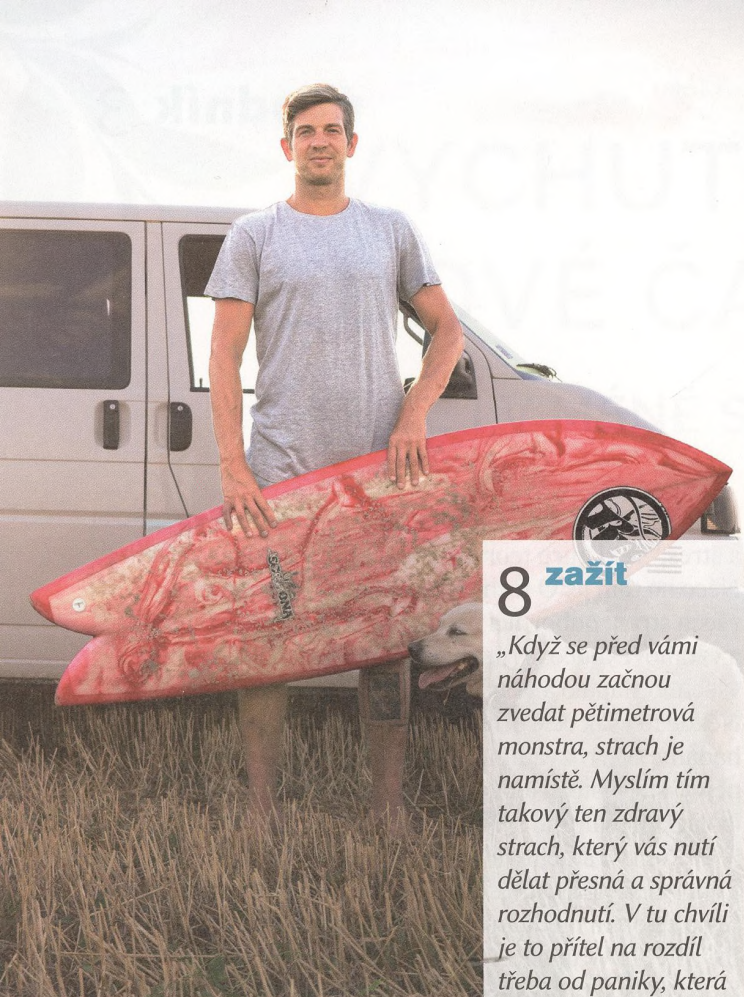 8 zažít
„Když se před vámi
náhodou začnou
zvedat pětimetrová
monstra, strach je
namístě. Myslím tím
takový ten zdravý
strach, který vás nutí
dělat přesná a správná
rozhodnutí. V tu chvíli
je to přítel na rozdíl
třeba od paniky, která